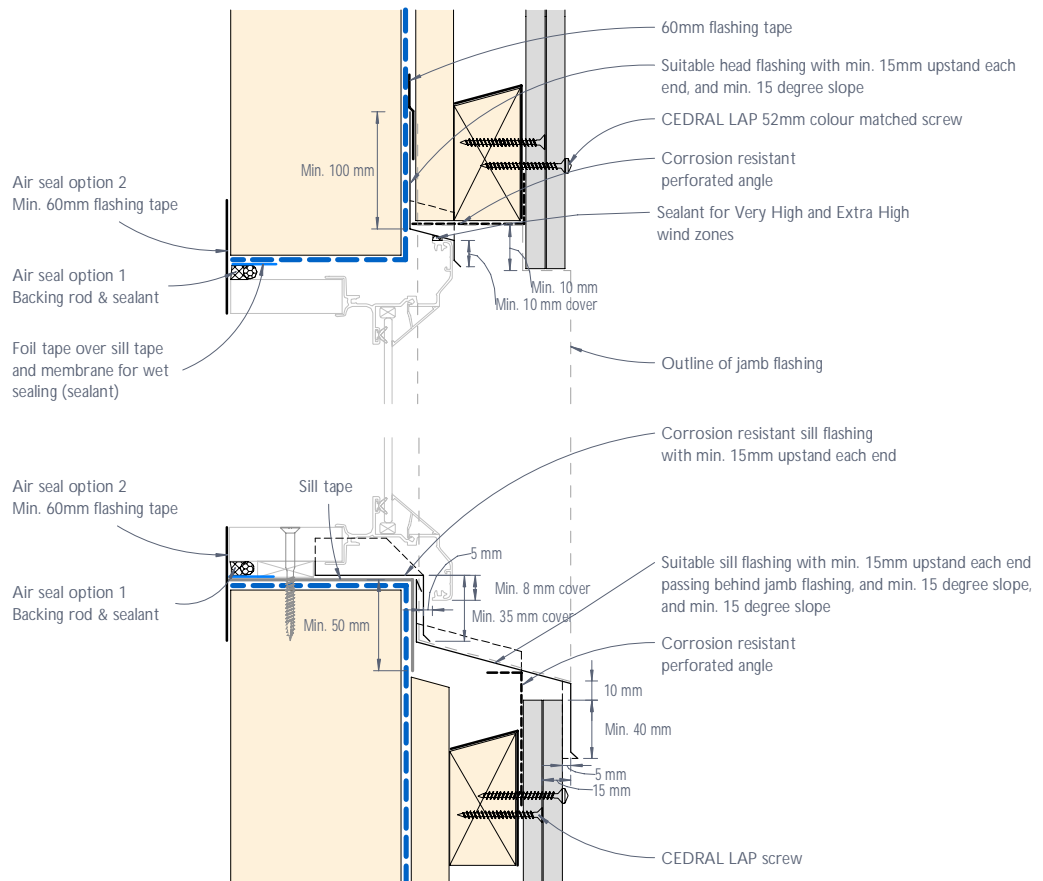 60mm flashing tape
Suitable head flashing with min. 15mm upstand each
end, and min. 15 degree slope
CEDRAL LAP 52mm colour matched screw
Min. 100 mm
Corrosion resistant
perforated angle
Air seal option 2
Min. 60mm flashing tape
Sealant for Very High and Extra High
wind zones
Air seal option 1
Backing rod & sealant
Min. 10 mm
Min. 10 mm cover
Foil tape over sill tape
and membrane for wet
sealing (sealant)
Outline of jamb flashing
Corrosion resistant sill flashing
with min. 15mm upstand each end
Air seal option 2
Min. 60mm flashing tape
Sill tape
5 mm
Suitable sill flashing with min. 15mm upstand each end
passing behind jamb flashing, and min. 15 degree slope,
and min. 15 degree slope
Air seal option 1
Backing rod & sealant
Min. 8 mm cover
Min. 35 mm cover
Min. 50 mm
Corrosion resistant
perforated angle
10 mm
Min. 40 mm
5 mm
15 mm
CEDRAL LAP screw